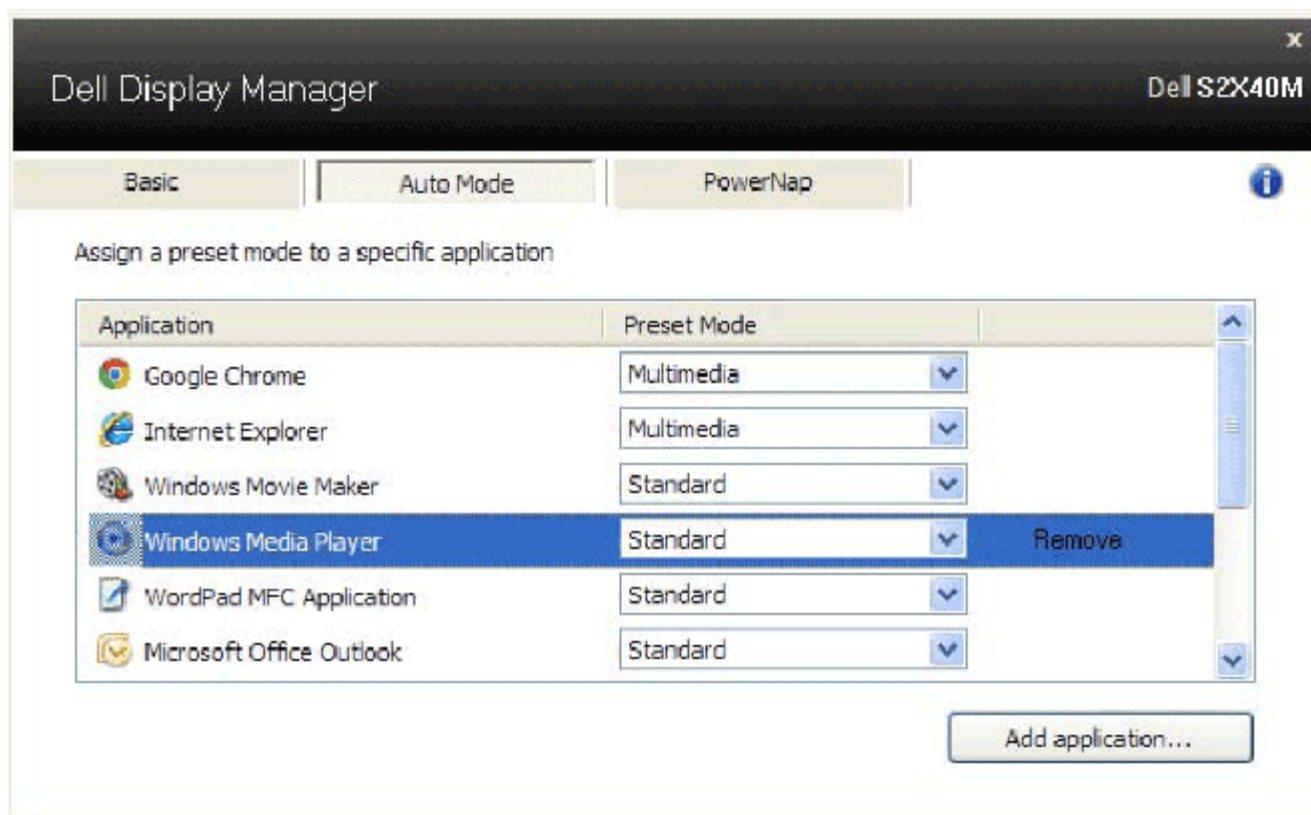 x
Dell Display Manager
Dell S2X40M
Basic
Auto Mode
PowerNap
Assign a preset mode to a specific application
Application Preset Mode
Google Chrome Multimedia
Internet Explorer Multimedia
Windows Movie Maker Standard
Windows Media Player Standard Remove
WordPad MFC Application Standard
Microsoft Office Outlook Standard
Add application...